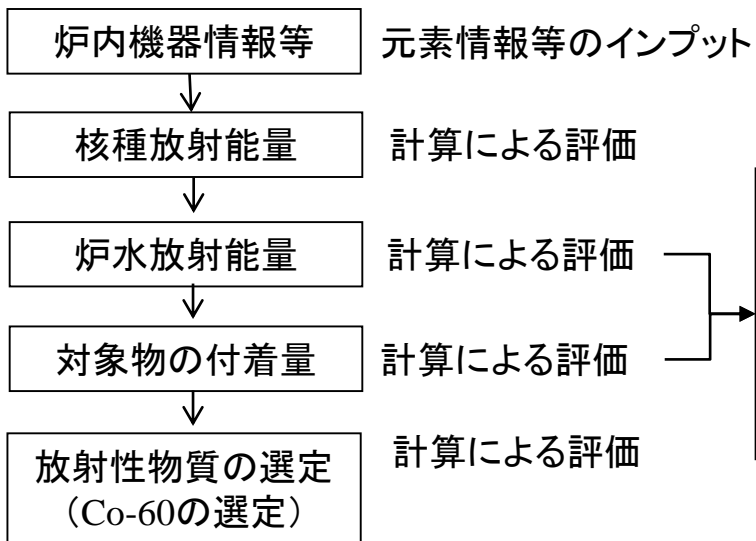 炉内機器情報等 元素情報等のインプット
核種放射能量 計算による評価
炉水放射能量 計算による評価
対象物の付着量 計算による評価
放射性物質の選定 計算による評価
（Co-60の選定）